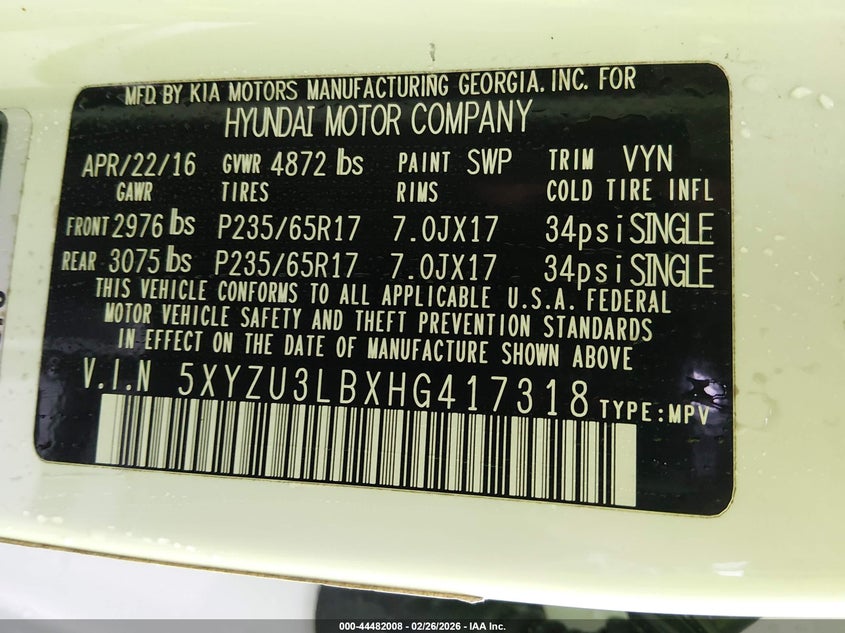 MFD. BY KIA MOTORS MANUFACTURING GEORGIA. INC. FOR
HYUNDAI MOTOR COMPANY
APR/22/16 GVWR 4872 lbs PAINT SWP TRIM VYN
GAWR TIRES RIMS COLD TIRE INFL
FRONT 2976 lbs P235/65R17 7.0JX17 34psi SINGLE
REAR 3075 lbs P235/65R17 7.0JX17 34psi SINGLE
THIS VEHICLE CONFORMS TO ALL APPLICABLE U.S.A. FEDERAL
MOTOR VEHICLE SAFETY AND THEFT PREVENTION STANDARDS
IN EFFECT ON THE DATE OF MANUFACTURE SHOWN ABOVE
V.I.N 5XYZU3LBXHG417318 TYPE:MPV
000-44482008 - 02/26/2026 - IAA Inc.